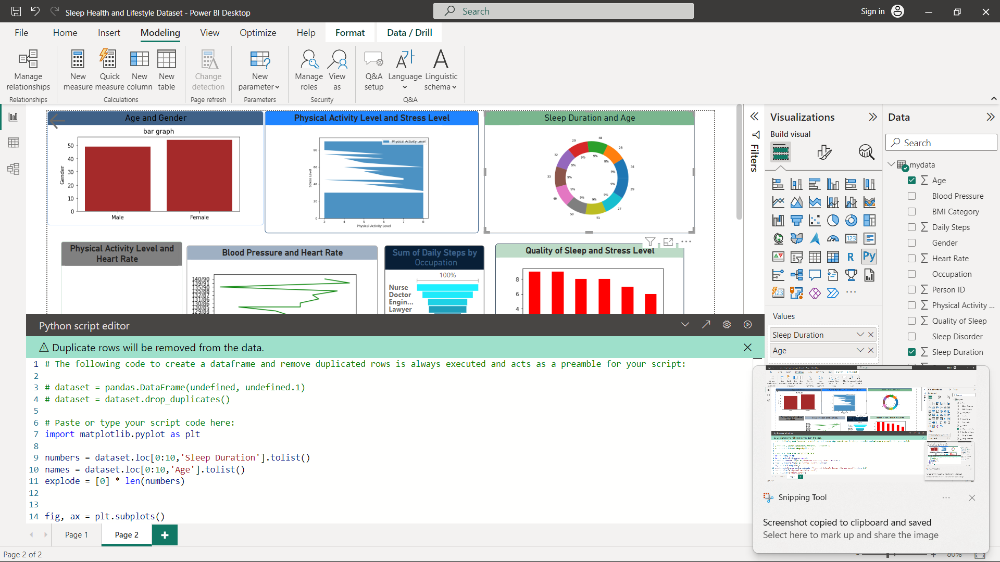 Sleep Health and Lifestyle Dataset - Power BI Desktop
Search
Sign in
File Home Insert Modeling View Optimize Help Format Data / Drill
Manage relationships
New measure
Quick measure
New column
New table
Change detection
New parameter
Manage roles
View as
Q&A setup
Language
Linguistic schema
Relationships Calculations Page refresh Parameters Security Q&A
Age and Gender
bar graph
Gender
50
40
30
20
10
0
Male Female
Physical Activity Level and Stress Level
Physical Activity Level
Stress Level
80
60
40
20
0
3 4 5 6 7 8
Physical Activity Level
Sleep Duration and Age
48
28
34
29
27
51
50
49
33
32
29
9% 9% 9% 9% 9% 9% 9% 9% 9% 9% 9%
Physical Activity Level and
Heart Rate
Blood Pressure and Heart Rate
140/90
139/91
135/90
135/88
132/87
131/86
130/86
130/85
129/84
Sum of Daily Steps by
Occupation
100%
Nurse
Doctor
Engin...
Lawyer
Quality of Sleep and Stress Level
8
6
4
Filters
Visualizations
Build visual
Values
Sleep Duration
Age
Data
Search
mydata
Age
Blood Pressure
BMI Category
Daily Steps
Gender
Heart Rate
Occupation
Person ID
Physical Activity ...
Quality of Sleep
Sleep Disorder
Sleep Duration
Python script editor
Duplicate rows will be removed from the data.
1 # The following code to create a dataframe and remove duplicated rows is always executed and acts as a preamble for your script:
2
3 # dataset = pandas.DataFrame(undefined, undefined.1)
4 # dataset = dataset.drop_duplicates()
5
6 # Paste or type your script code here:
7 import matplotlib.pyplot as plt
8
9 numbers = dataset.loc[0:10,'Sleep Duration'].tolist()
10 names = dataset.loc[0:10,'Age'].tolist()
11 explode = [0] * len(numbers)
12
13
14 fig, ax = plt.subplots()
Page 1 Page 2
Page 2 of 2
Snipping Tool
Screenshot copied to clipboard and saved
Select here to mark up and share the image
80%